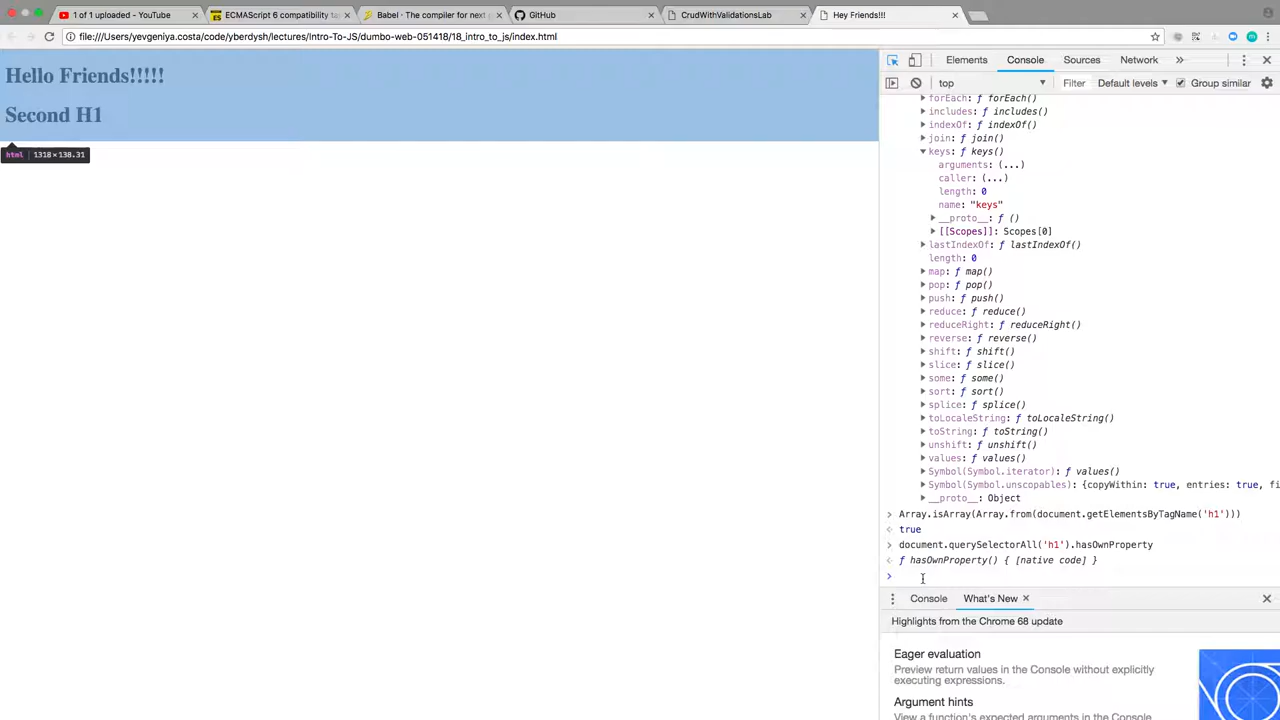 1 of 1 uploaded - YouTube
ECMAScript 6 compatibility ta
Babel · The compiler for next g
GitHub
CrudWithValidationsLab
Hey Friends!!!
file:///Users/yevgeniya.costa/code/yberdysh/lectures/Intro-To-JS/dumbo-web-051418/18_intro_to_js/index.html
Hello Friends!!!!!
Second H1
html | 1318×138.31
Elements Console Sources Network »
top Filter Default levels Group similar
forEach: ƒ forEach()
includes: ƒ includes()
indexOf: ƒ indexOf()
join: ƒ join()
keys: ƒ keys()
arguments: (...)
caller: (...)
length: 0
name: "keys"
__proto__: ƒ ()
[[Scopes]]: Scopes[0]
lastIndexOf: ƒ lastIndexOf()
length: 0
map: ƒ map()
pop: ƒ pop()
push: ƒ push()
reduce: ƒ reduce()
reduceRight: ƒ reduceRight()
reverse: ƒ reverse()
shift: ƒ shift()
slice: ƒ slice()
some: ƒ some()
sort: ƒ sort()
splice: ƒ splice()
toLocaleString: ƒ toLocaleString()
toString: ƒ toString()
unshift: ƒ unshift()
values: ƒ values()
Symbol(Symbol.iterator): ƒ values()
Symbol(Symbol.unscopables): {copyWithin: true, entries: true, fi
__proto__: Object
> Array.isArray(Array.from(document.getElementsByTagName('h1')))
true
> document.querySelectorAll('h1').hasOwnProperty
ƒ hasOwnProperty() { [native code] }
>
Console What's New
Highlights from the Chrome 68 update
Eager evaluation
Preview return values in the Console without explicitly
executing expressions.
Argument hints
View a function's expected arguments in the Console